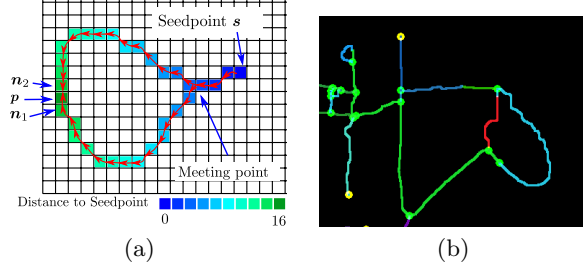 Seedpoint s
n2
p
n1
Meeting point
Distance to Seedpoint
0 16
(a) (b)